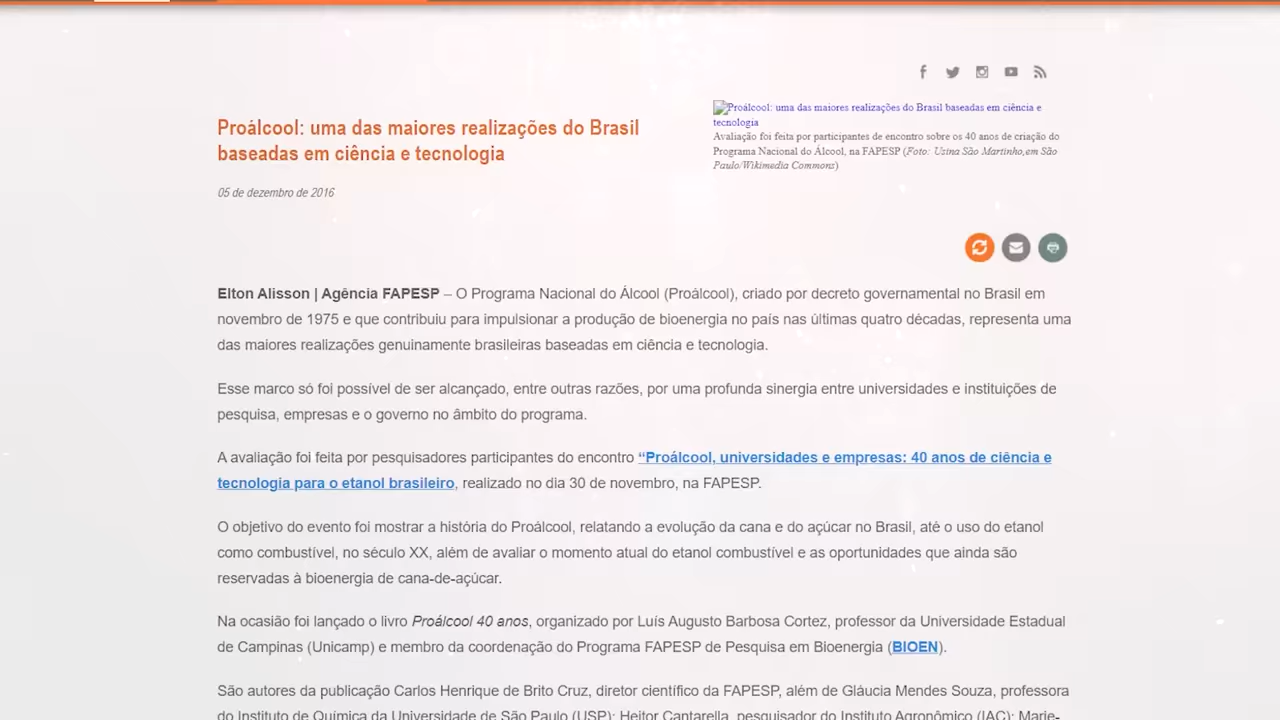 Proálcool: uma das maiores realizações do Brasil
baseadas em ciência e tecnologia
05 de dezembro de 2016
Proálcool: uma das maiores realizações do Brasil baseadas em ciência e
tecnologia
Avaliação foi feita por participantes de encontro sobre os 40 anos de criação do
Programa Nacional do Álcool, na FAPESP (Foto: Usina São Martinho,em São
Paulo/Wikimedia Commons)
Elton Alisson | Agência FAPESP – O Programa Nacional do Álcool (Proálcool), criado por decreto governamental no Brasil em
novembro de 1975 e que contribuiu para impulsionar a produção de bioenergia no país nas últimas quatro décadas, representa uma
das maiores realizações genuinamente brasileiras baseadas em ciência e tecnologia.
Esse marco só foi possível de ser alcançado, entre outras razões, por uma profunda sinergia entre universidades e instituições de
pesquisa, empresas e o governo no âmbito do programa.
A avaliação foi feita por pesquisadores participantes do encontro “Proálcool, universidades e empresas: 40 anos de ciência e
tecnologia para o etanol brasileiro, realizado no dia 30 de novembro, na FAPESP.
O objetivo do evento foi mostrar a história do Proálcool, relatando a evolução da cana e do açúcar no Brasil, até o uso do etanol
como combustível, no século XX, além de avaliar o momento atual do etanol combustível e as oportunidades que ainda são
reservadas à bioenergia de cana-de-açúcar.
Na ocasião foi lançado o livro Proálcool 40 anos, organizado por Luís Augusto Barbosa Cortez, professor da Universidade Estadual
de Campinas (Unicamp) e membro da coordenação do Programa FAPESP de Pesquisa em Bioenergia (BIOEN).
São autores da publicação Carlos Henrique de Brito Cruz, diretor científico da FAPESP, além de Gláucia Mendes Souza, professora
do Instituto de Química da Universidade de São Paulo (USP); Heitor Cantarella, pesquisador do Instituto Agronômico (IAC); Marie-